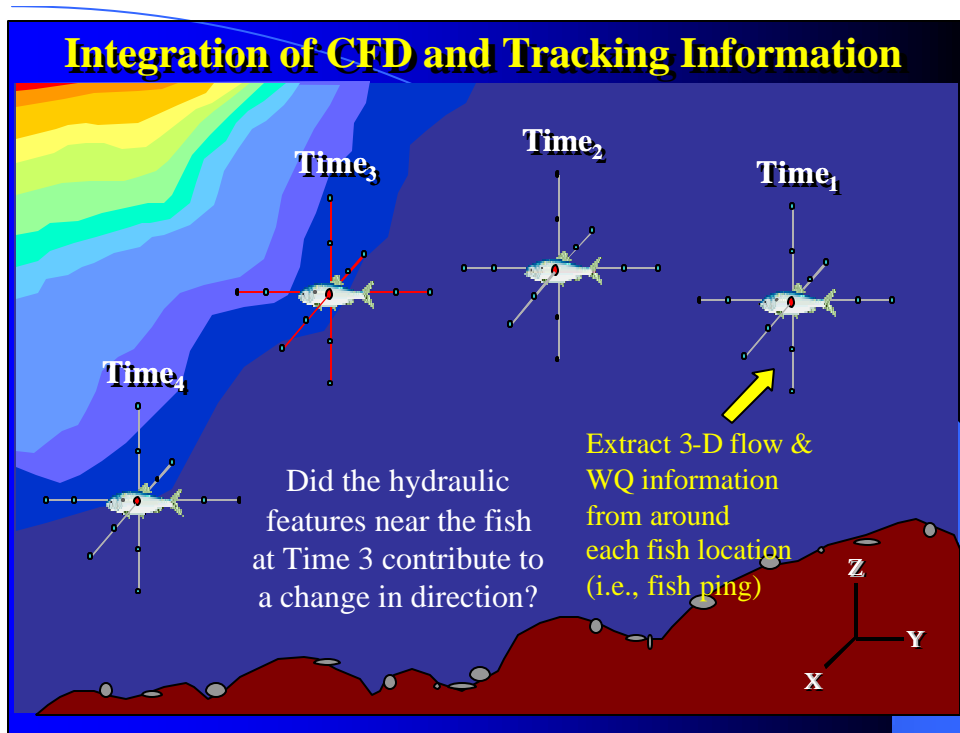 Integration of CFD and Tracking Information
Time3
Time2
Time1
Time4
Extract 3-D flow &
WQ information
from around
each fish location
(i.e., fish ping)
Did the hydraulic
features near the fish
at Time 3 contribute to
a change in direction?
Z
Y
X